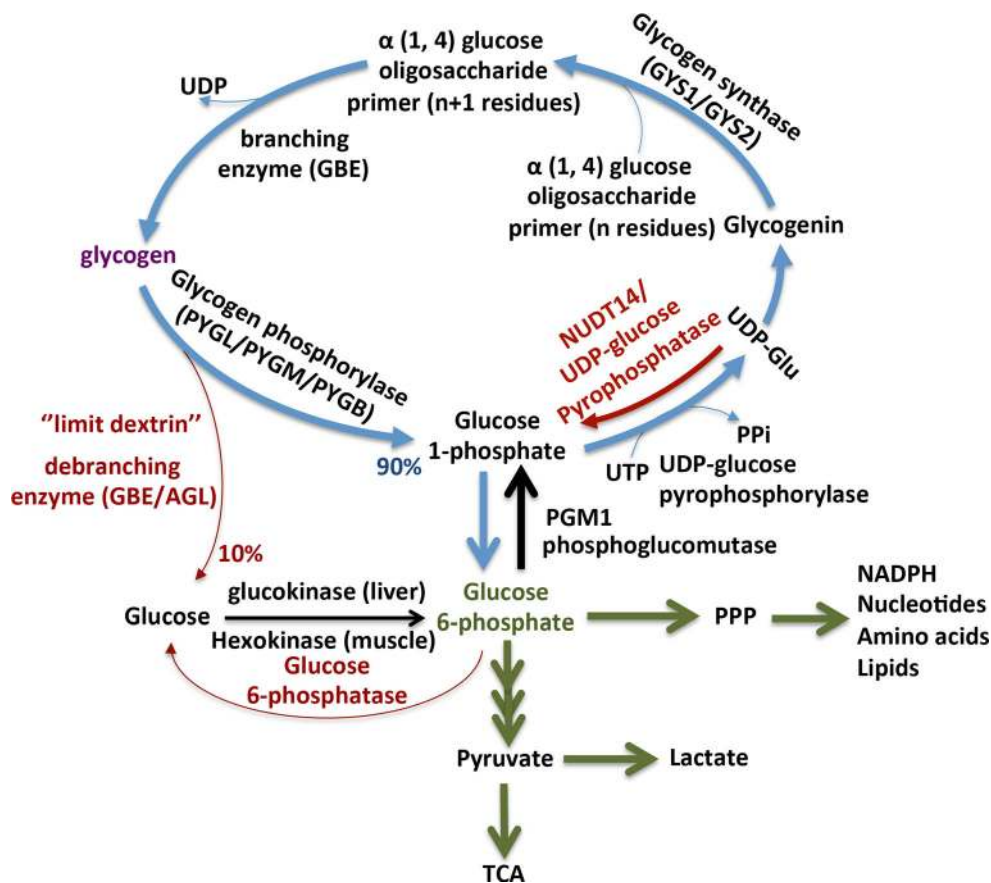 α (1, 4) glucose
oligosaccharide
primer (n+1 residues)
UDP
branching
enzyme (GBE)
Glycogen synthase
(GYS1/GYS2)
α (1, 4) glucose
oligosaccharide
primer (n residues)
Glycogenin
glycogen
Glycogen phosphorylase
(PYGL/PYGM/PYGB)
NUDT14/
UDP-glucose
Pyrophosphatase
UDP-Glu
‘’limit dextrin’’
debranching
enzyme (GBE/AGL)
90%
Glucose
1-phosphate
UTP
PPi
UDP-glucose
pyrophosphorylase
PGM1
phosphoglucomutase
10%
Glucose
glucokinase (liver)
Hexokinase (muscle)
Glucose
6-phosphatase
Glucose
6-phosphate
PPP
NADPH
Nucleotides
Amino acids
Lipids
Pyruvate
Lactate
TCA